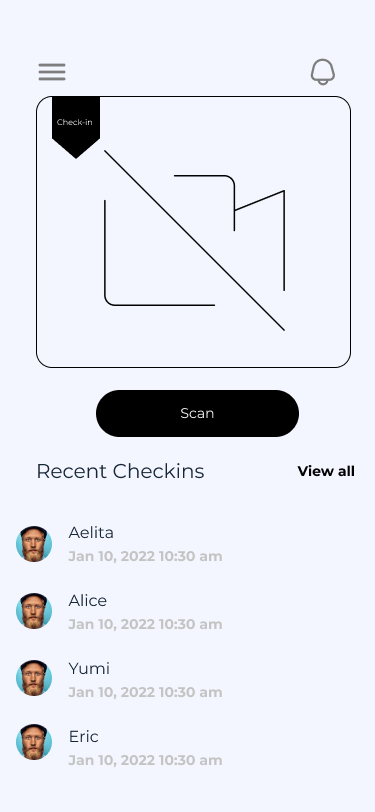 Check-in
Scan
Recent Checkins
View all
Aelita
Jan 10, 2022 10:30 am
Alice
Jan 10, 2022 10:30 am
Yumi
Jan 10, 2022 10:30 am
Eric
Jan 10, 2022 10:30 am